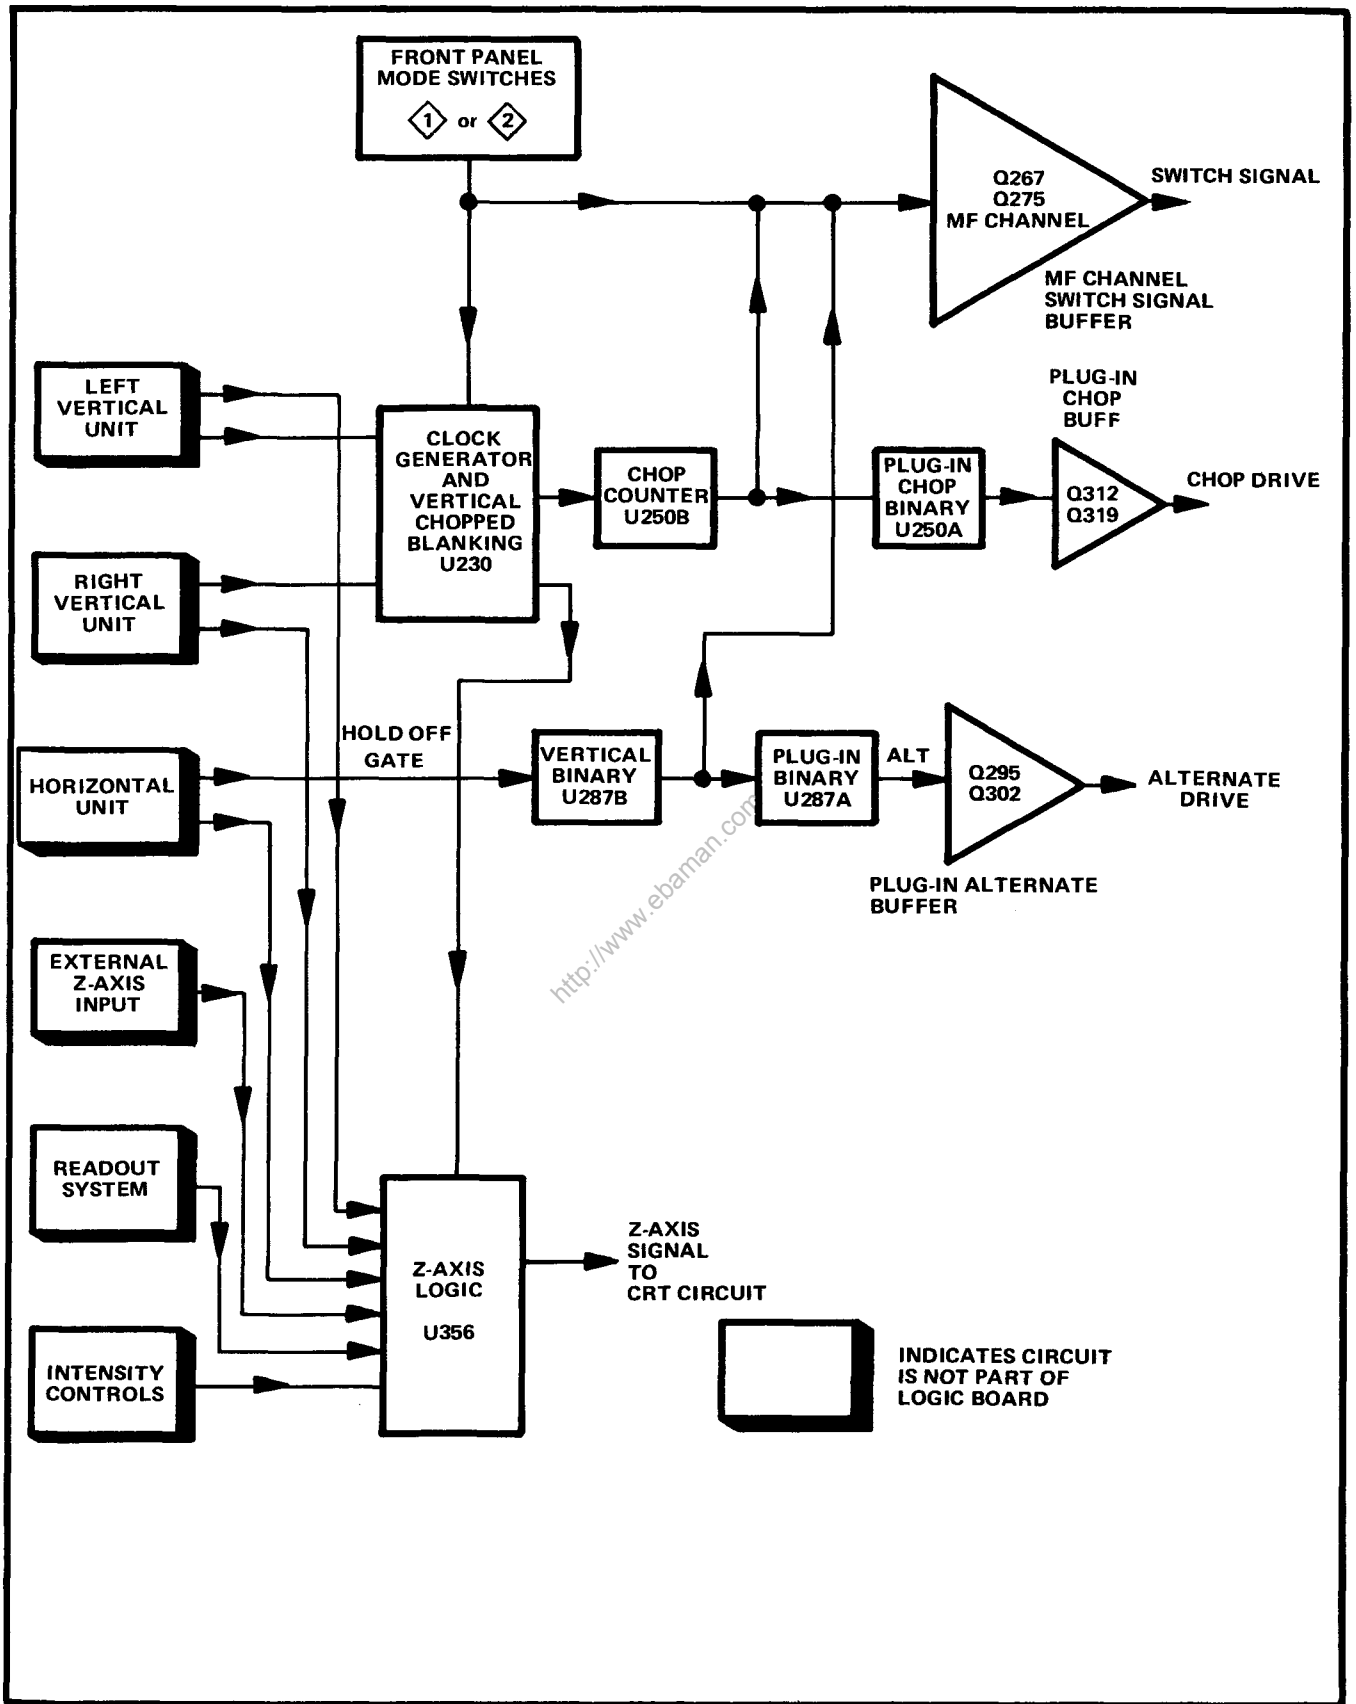 FRONT PANEL
MODE SWITCHES
1 or 2
Q267
Q275
MF CHANNEL
SWITCH SIGNAL
MF CHANNEL
SWITCH SIGNAL
BUFFER
LEFT
VERTICAL
UNIT
CLOCK
GENERATOR
AND
VERTICAL
CHOPPED
BLANKING
U230
CHOP
COUNTER
U250B
PLUG-IN
CHOP
BINARY
U250A
PLUG-IN
CHOP
BUFF
Q312
Q319
CHOP DRIVE
RIGHT
VERTICAL
UNIT
HOLD OFF
GATE
HORIZONTAL
UNIT
VERTICAL
BINARY
U287B
PLUG-IN
BINARY
U287A
ALT
Q295
Q302
ALTERNATE
DRIVE
PLUG-IN ALTERNATE
BUFFER
http://www.ebaman.com
EXTERNAL
Z-AXIS
INPUT
READOUT
SYSTEM
INTENSITY
CONTROLS
Z-AXIS
LOGIC
U356
Z-AXIS
SIGNAL
TO
CRT CIRCUIT
INDICATES CIRCUIT
IS NOT PART OF
LOGIC BOARD